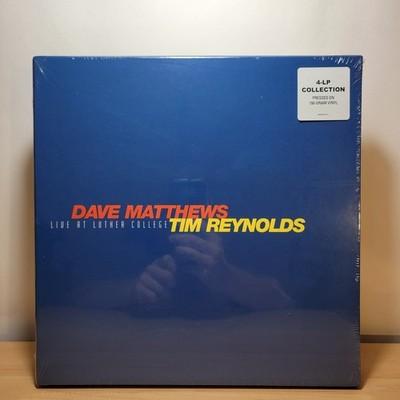 4-LP
COLLECTION
PRESSED ON
180 GRAM VINYL
DAVE MATTHEWS
LIVE AT LUTHER COLLEGE
TIM REYNOLDS